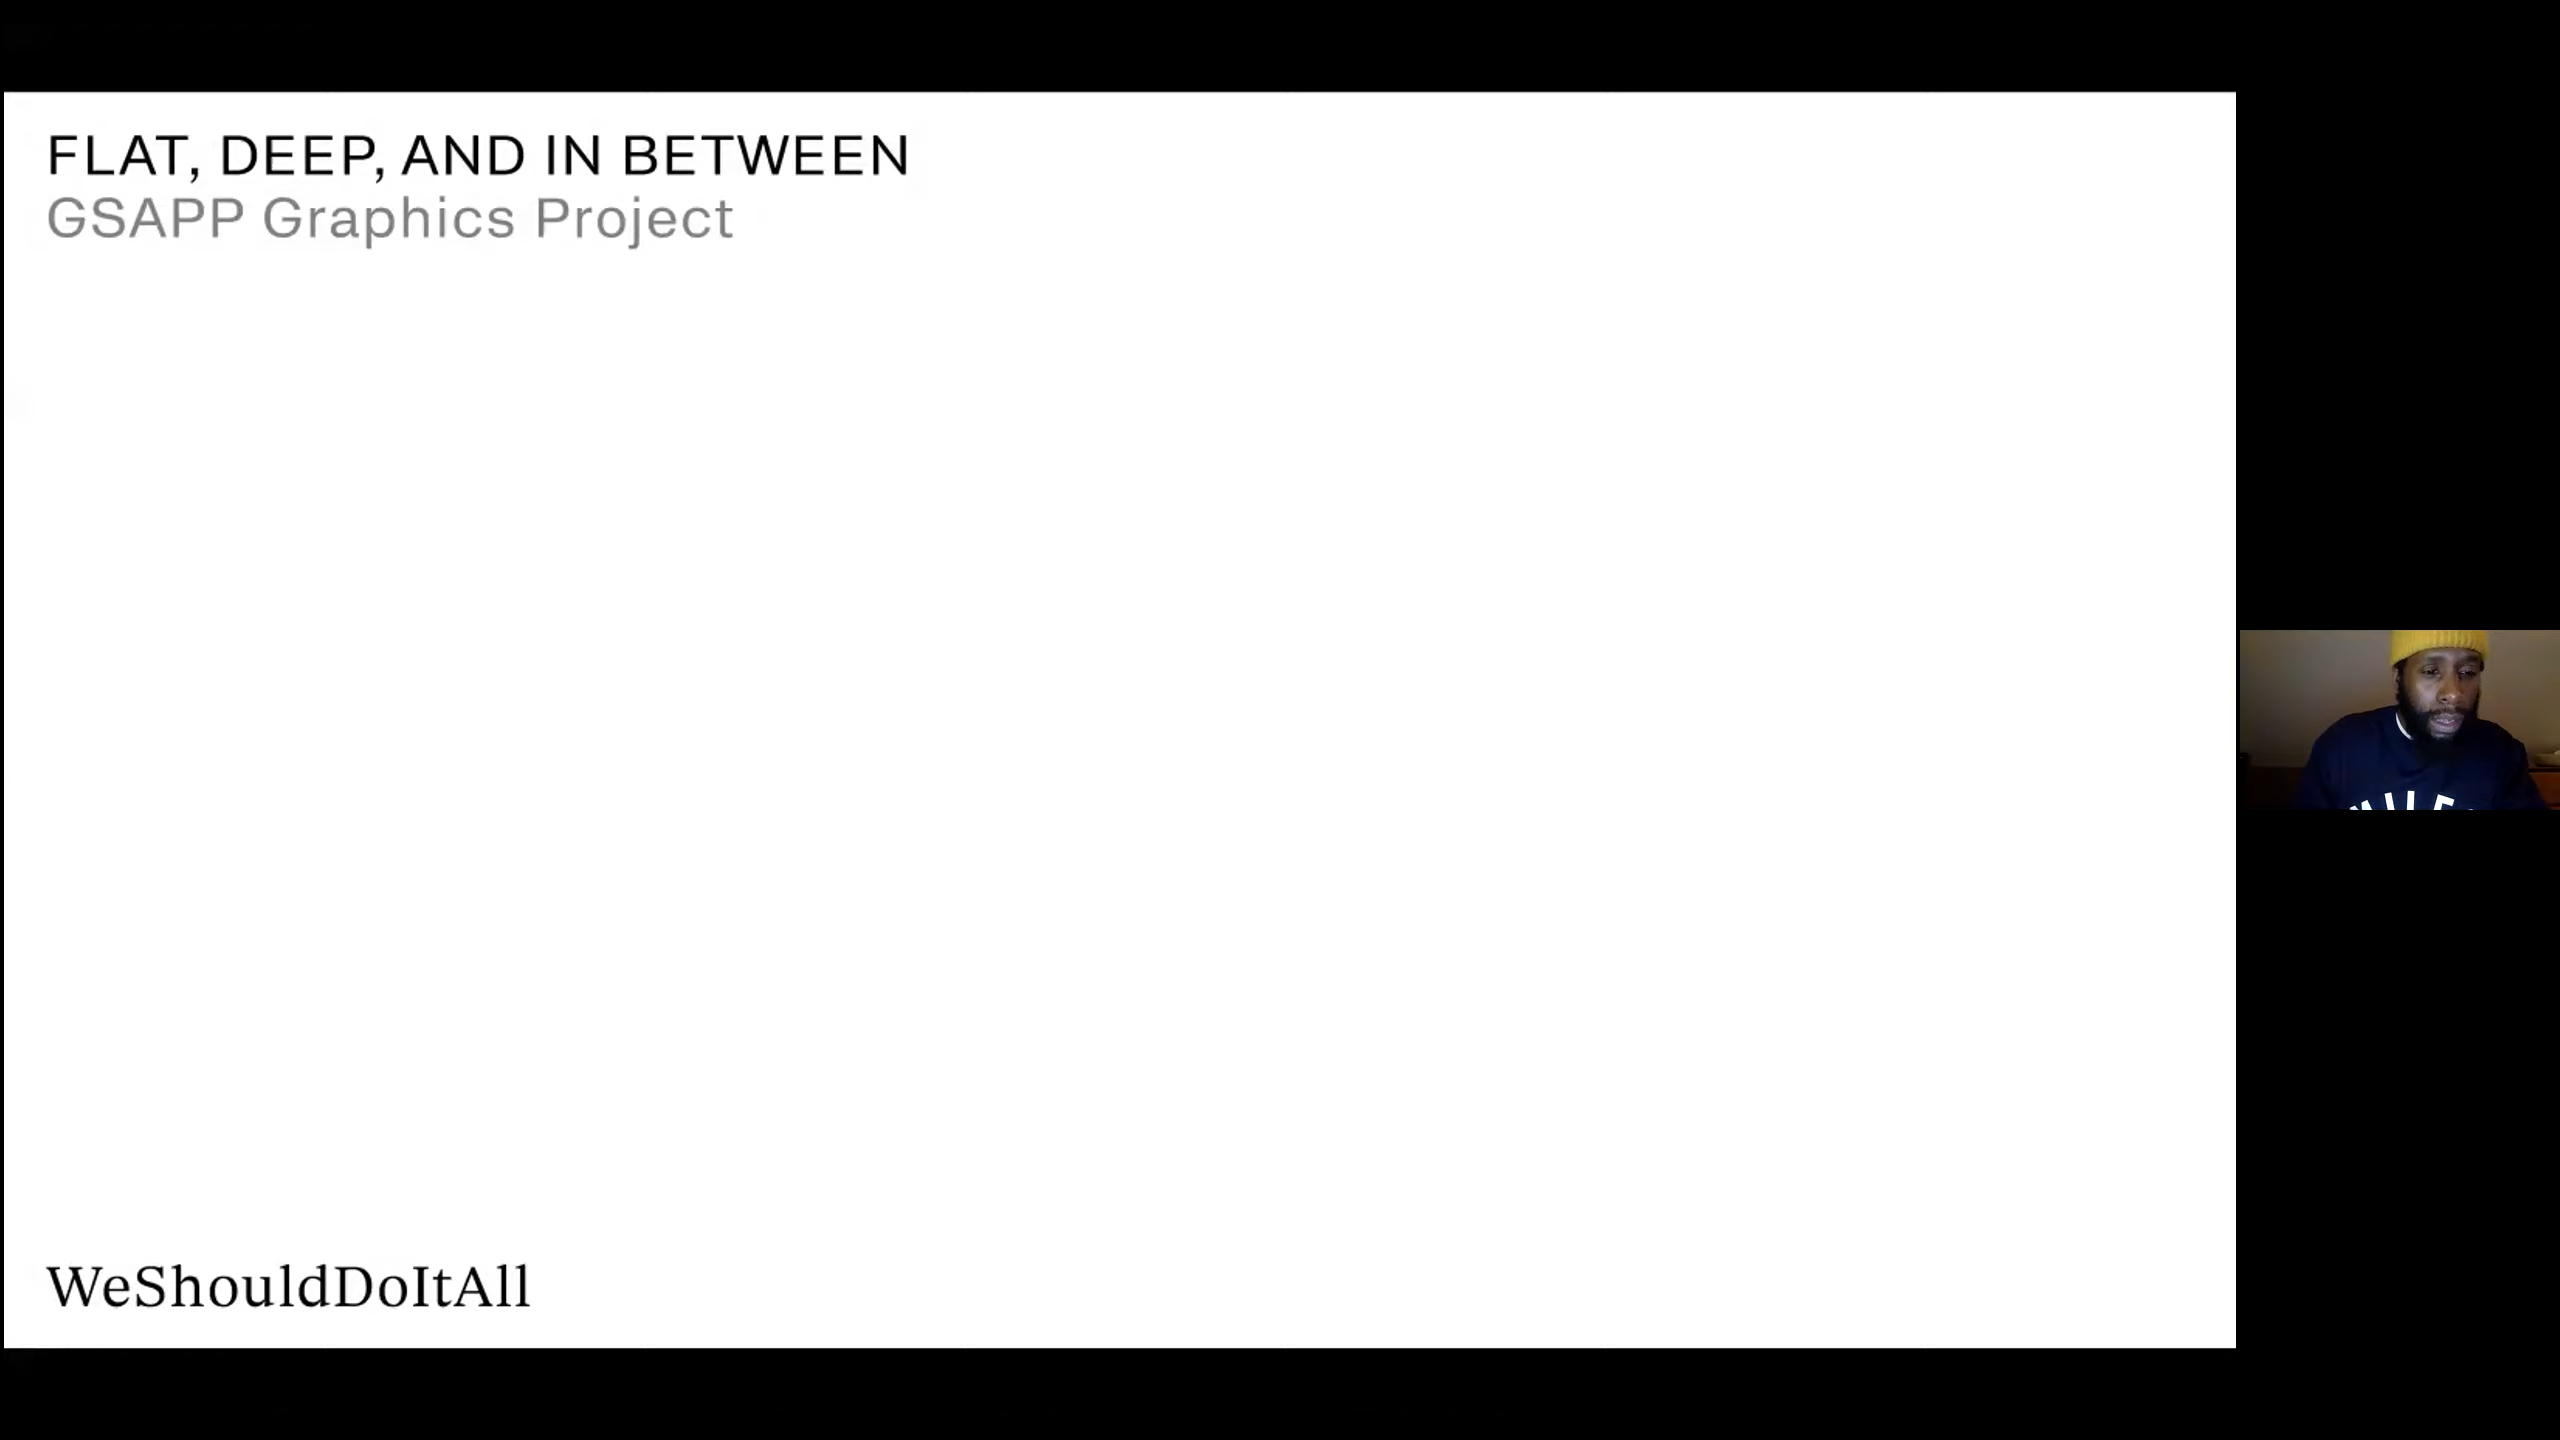 FLAT, DEEP, AND IN BETWEEN
GSAPP Graphics Project
WeShouldDoItAll